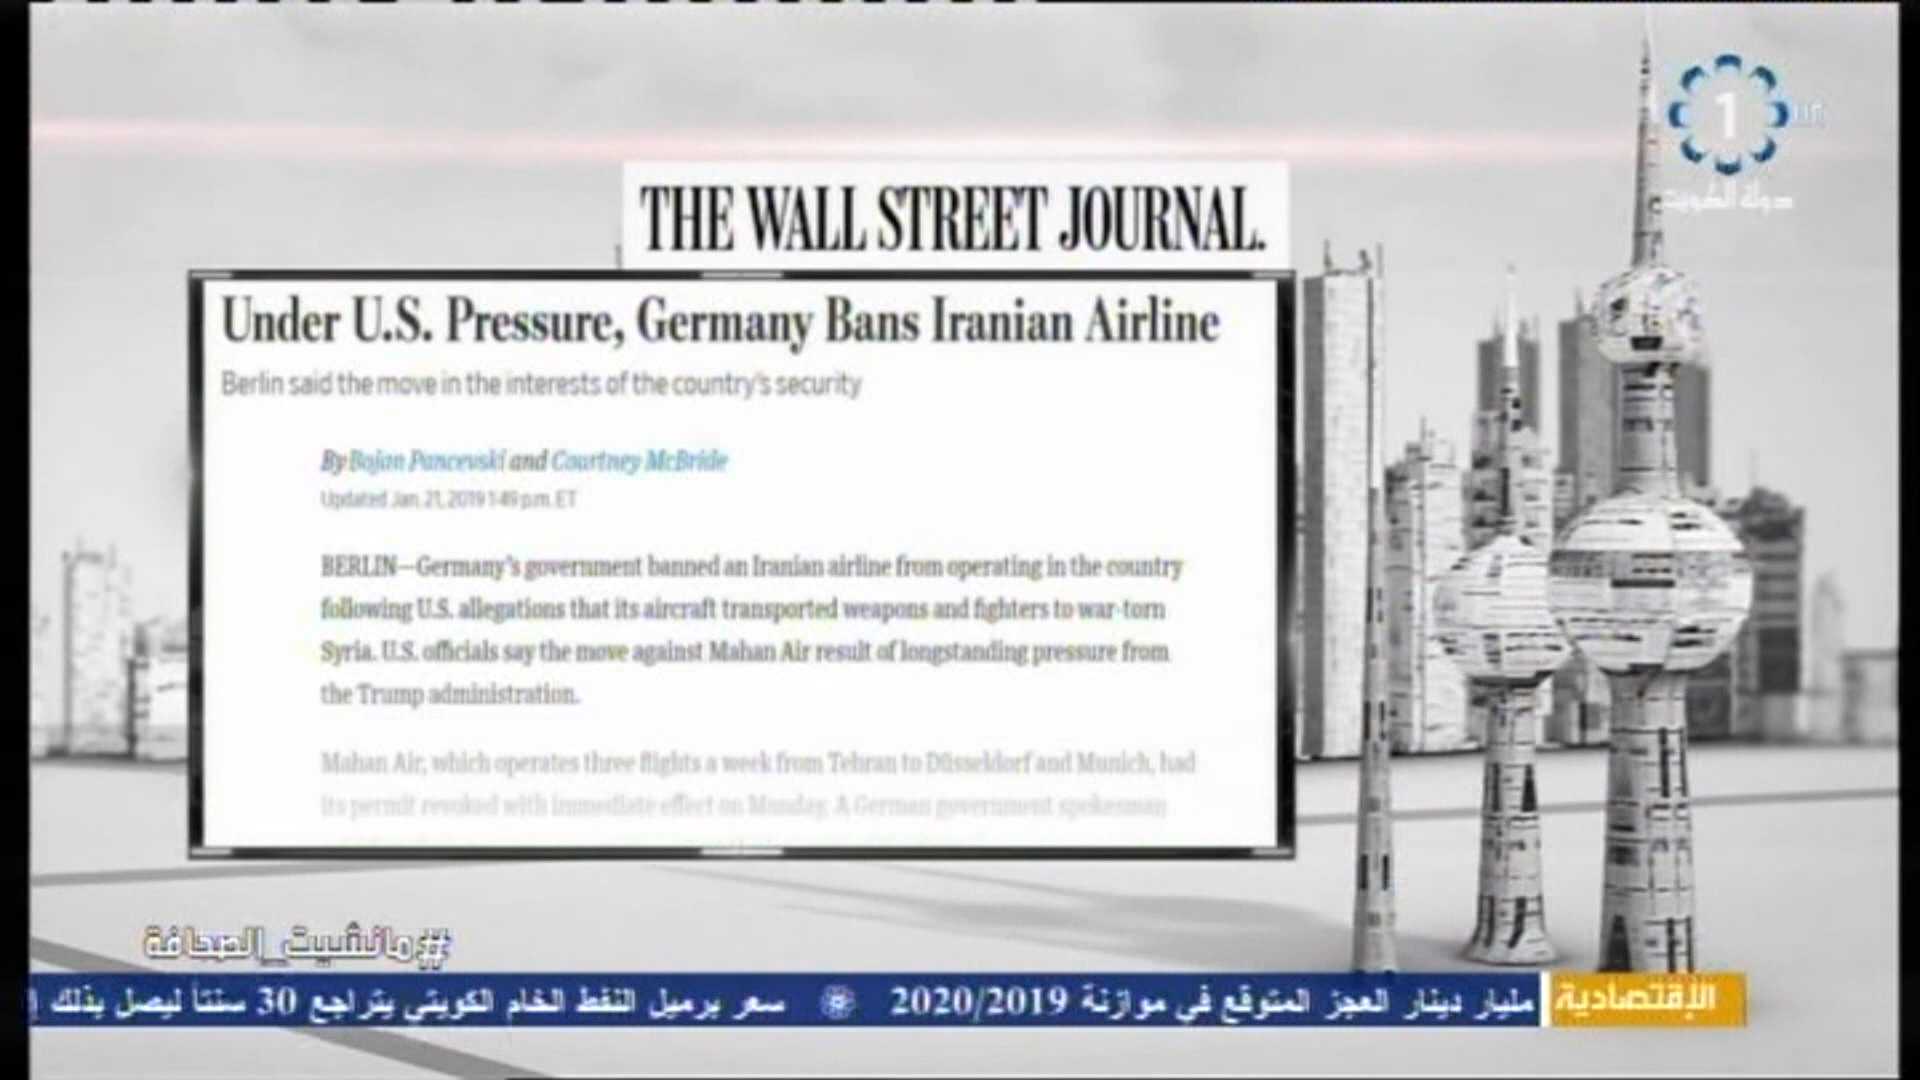 1
دولة الكويت
THE WALL STREET JOURNAL.
Under U.S. Pressure, Germany Bans Iranian Airline
Berlin said the move in the interests of the country's security
By Bojan Pancevski and Courtney McBride
Updated Jan. 21, 2019 1:49 p.m. ET
BERLIN—Germany's government banned an Iranian airline from operating in the country
following U.S. allegations that its aircraft transported weapons and fighters to war-torn
Syria. U.S. officials say the move against Mahan Air result of longstanding pressure from
the Trump administration.
Mahan Air, which operates three flights a week from Tehran to Düsseldorf and Munich, had
its permit revoked with immediate effect on Monday. A German government spokesman
#مانشيت_الصحافة
الإقتصادية مليار دينار العجز المتوقع في موازنة 2020/2019 سعر برميل النفط الخام الكويتي يتراجع 30 سنتا ليصل بذلك